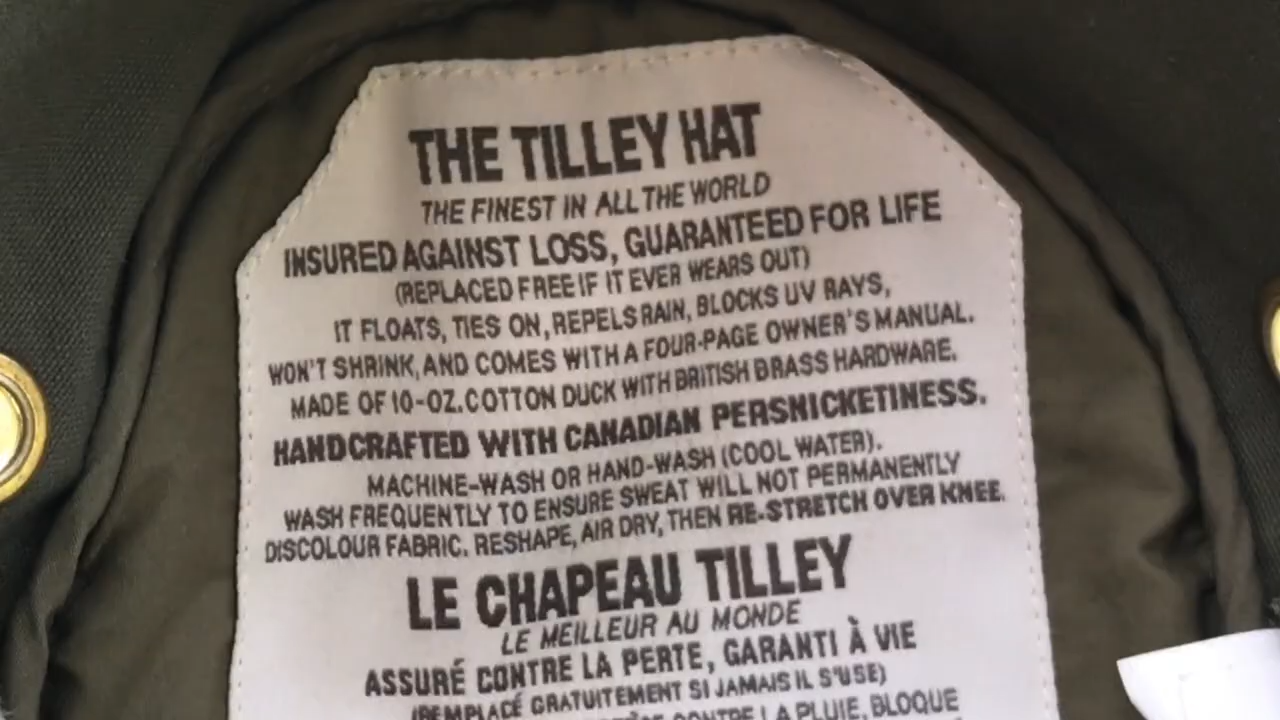 THE TILLEY HAT
THE FINEST IN ALL THE WORLD
INSURED AGAINST LOSS, GUARANTEED FOR LIFE
(REPLACED FREE IF IT EVER WEARS OUT)
IT FLOATS, TIES ON, REPELS RAIN, BLOCKS UV RAYS,
WON'T SHRINK, AND COMES WITH A FOUR-PAGE OWNER'S MANUAL.
MADE OF 10-OZ. COTTON DUCK WITH BRITISH BRASS HARDWARE.
HANDCRAFTED WITH CANADIAN PERSNICKETINESS.
MACHINE-WASH OR HAND-WASH (COOL WATER).
WASH FREQUENTLY TO ENSURE SWEAT WILL NOT PERMANENTLY
DISCOLOUR FABRIC. RESHAPE, AIR DRY, THEN RE-STRETCH OVER KNEE.
LE CHAPEAU TILLEY
LE MEILLEUR AU MONDE
ASSURÉ CONTRE LA PERTE, GARANTI À VIE
(REMPLACÉ GRATUITEMENT SI JAMAIS IL S'USE)
CONTRE LA PLUIE, BLOQUE